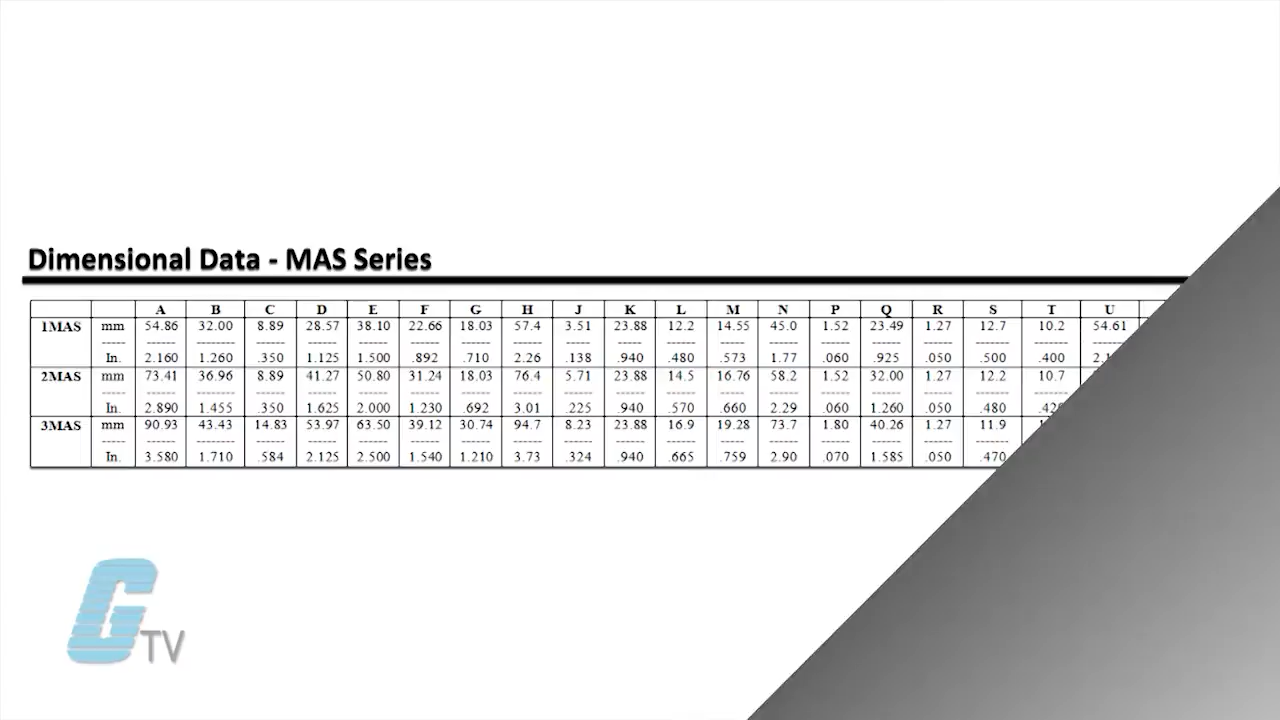 Dimensional Data - MAS Series
A B C D E F G H J K L M N P Q R S T U
1MAS mm 54.86 32.00 8.89 28.57 38.10 22.66 18.03 57.4 3.51 23.88 12.2 14.55 45.0 1.52 23.49 1.27 12.7 10.2 54.61
----- ----- -------- ----- ----- ----- ----- ----- ----- ---- ---- ---- ----- ---- ---- ----- ---- ----- -----
In. 2.160 1.260 .350 1.125 1.500 .892 .710 2.26 .138 .940 .480 .573 1.77 .060 .925 .050 .500 .400
2MAS mm 73.41 36.96 8.89 41.27 50.80 31.24 18.03 76.4 5.71 23.88 14.5 16.76 58.2 1.52 32.00 1.27 12.2 10.7
----- ----- -------- ----- ----- ----- ----- ----- ----- ---- ---- ---- ----- ---- ---- ----- ---- ----- -----
In. 2.890 1.455 .350 1.625 2.000 1.230 .692 3.01 .225 .940 .570 .660 2.29 .060 1.260 .050 .480
3MAS mm 90.93 43.43 14.83 53.97 63.50 39.12 30.74 94.7 8.23 23.88 16.9 19.28 73.7 1.80 40.26 1.27 11.9
----- ----- -------- ----- ----- ----- ----- ----- ----- ---- ---- ---- ----- ---- ---- ----- ---- -----
In. 3.580 1.710 .584 2.125 2.500 1.540 1.210 3.73 .324 .940 .665 .759 2.90 .070 1.585 .050 .470
G TV